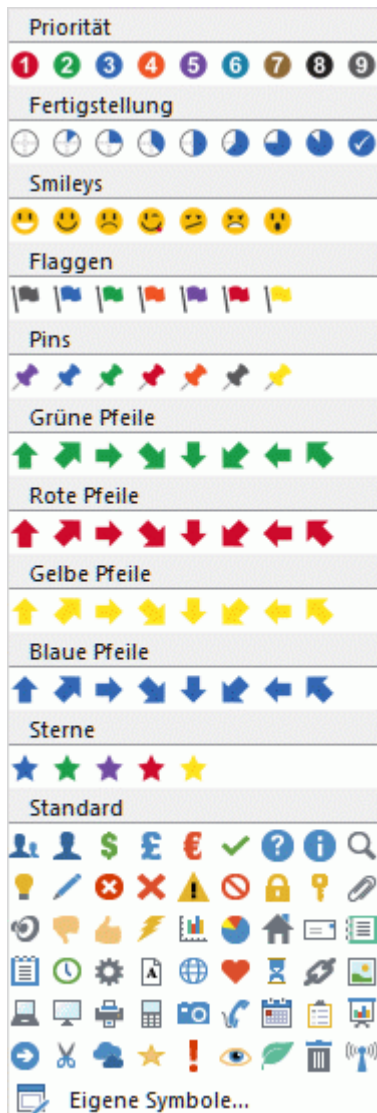 Priorität
1 2 3 4 5 6 7 8 9
Fertigstellung
Smileys
Flaggen
Pins
Grüne Pfeile
Rote Pfeile
Gelbe Pfeile
Blaue Pfeile
Sterne
Standard
$ £ € ? i
!
A
Eigene Symbole...